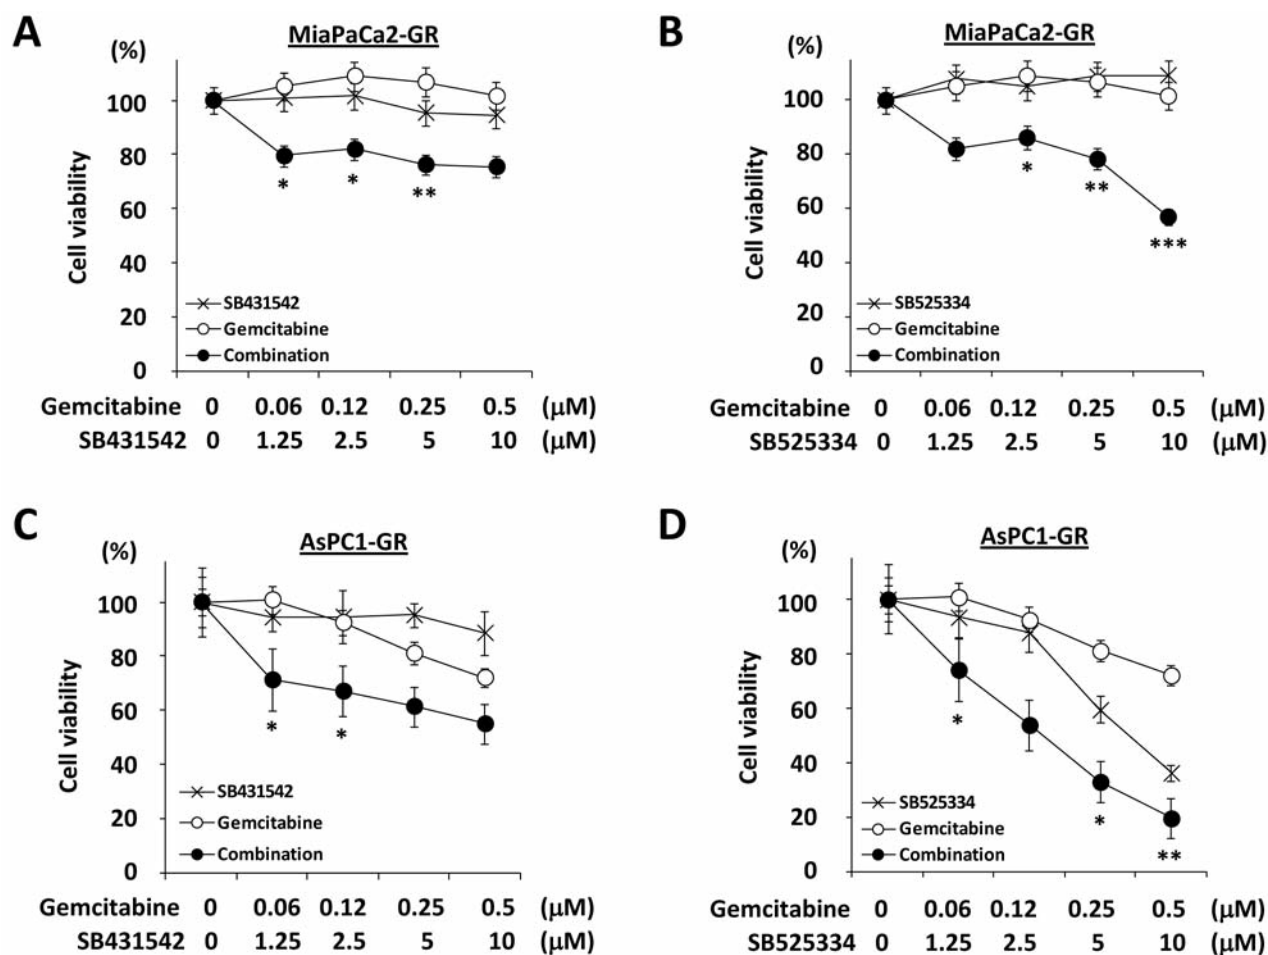 A
MiaPaCa2-GR
(%)
100
80
60
40
20
0
Cell viability
SB431542
Gemcitabine
Combination
*
*
**
Gemcitabine 0 0.06 0.12 0.25 0.5 (μM)
SB431542 0 1.25 2.5 5 10 (μM)
B
MiaPaCa2-GR
(%)
100
80
60
40
20
0
Cell viability
SB525334
Gemcitabine
Combination
*
**
***
Gemcitabine 0 0.06 0.12 0.25 0.5 (μM)
SB525334 0 1.25 2.5 5 10 (μM)
C
AsPC1-GR
(%)
100
80
60
40
20
0
Cell viability
SB431542
Gemcitabine
Combination
*
*
Gemcitabine 0 0.06 0.12 0.25 0.5 (μM)
SB431542 0 1.25 2.5 5 10 (μM)
D
AsPC1-GR
(%)
100
80
60
40
20
0
Cell viability
SB525334
Gemcitabine
Combination
*
*
**
Gemcitabine 0 0.06 0.12 0.25 0.5 (μM)
SB525334 0 1.25 2.5 5 10 (μM)